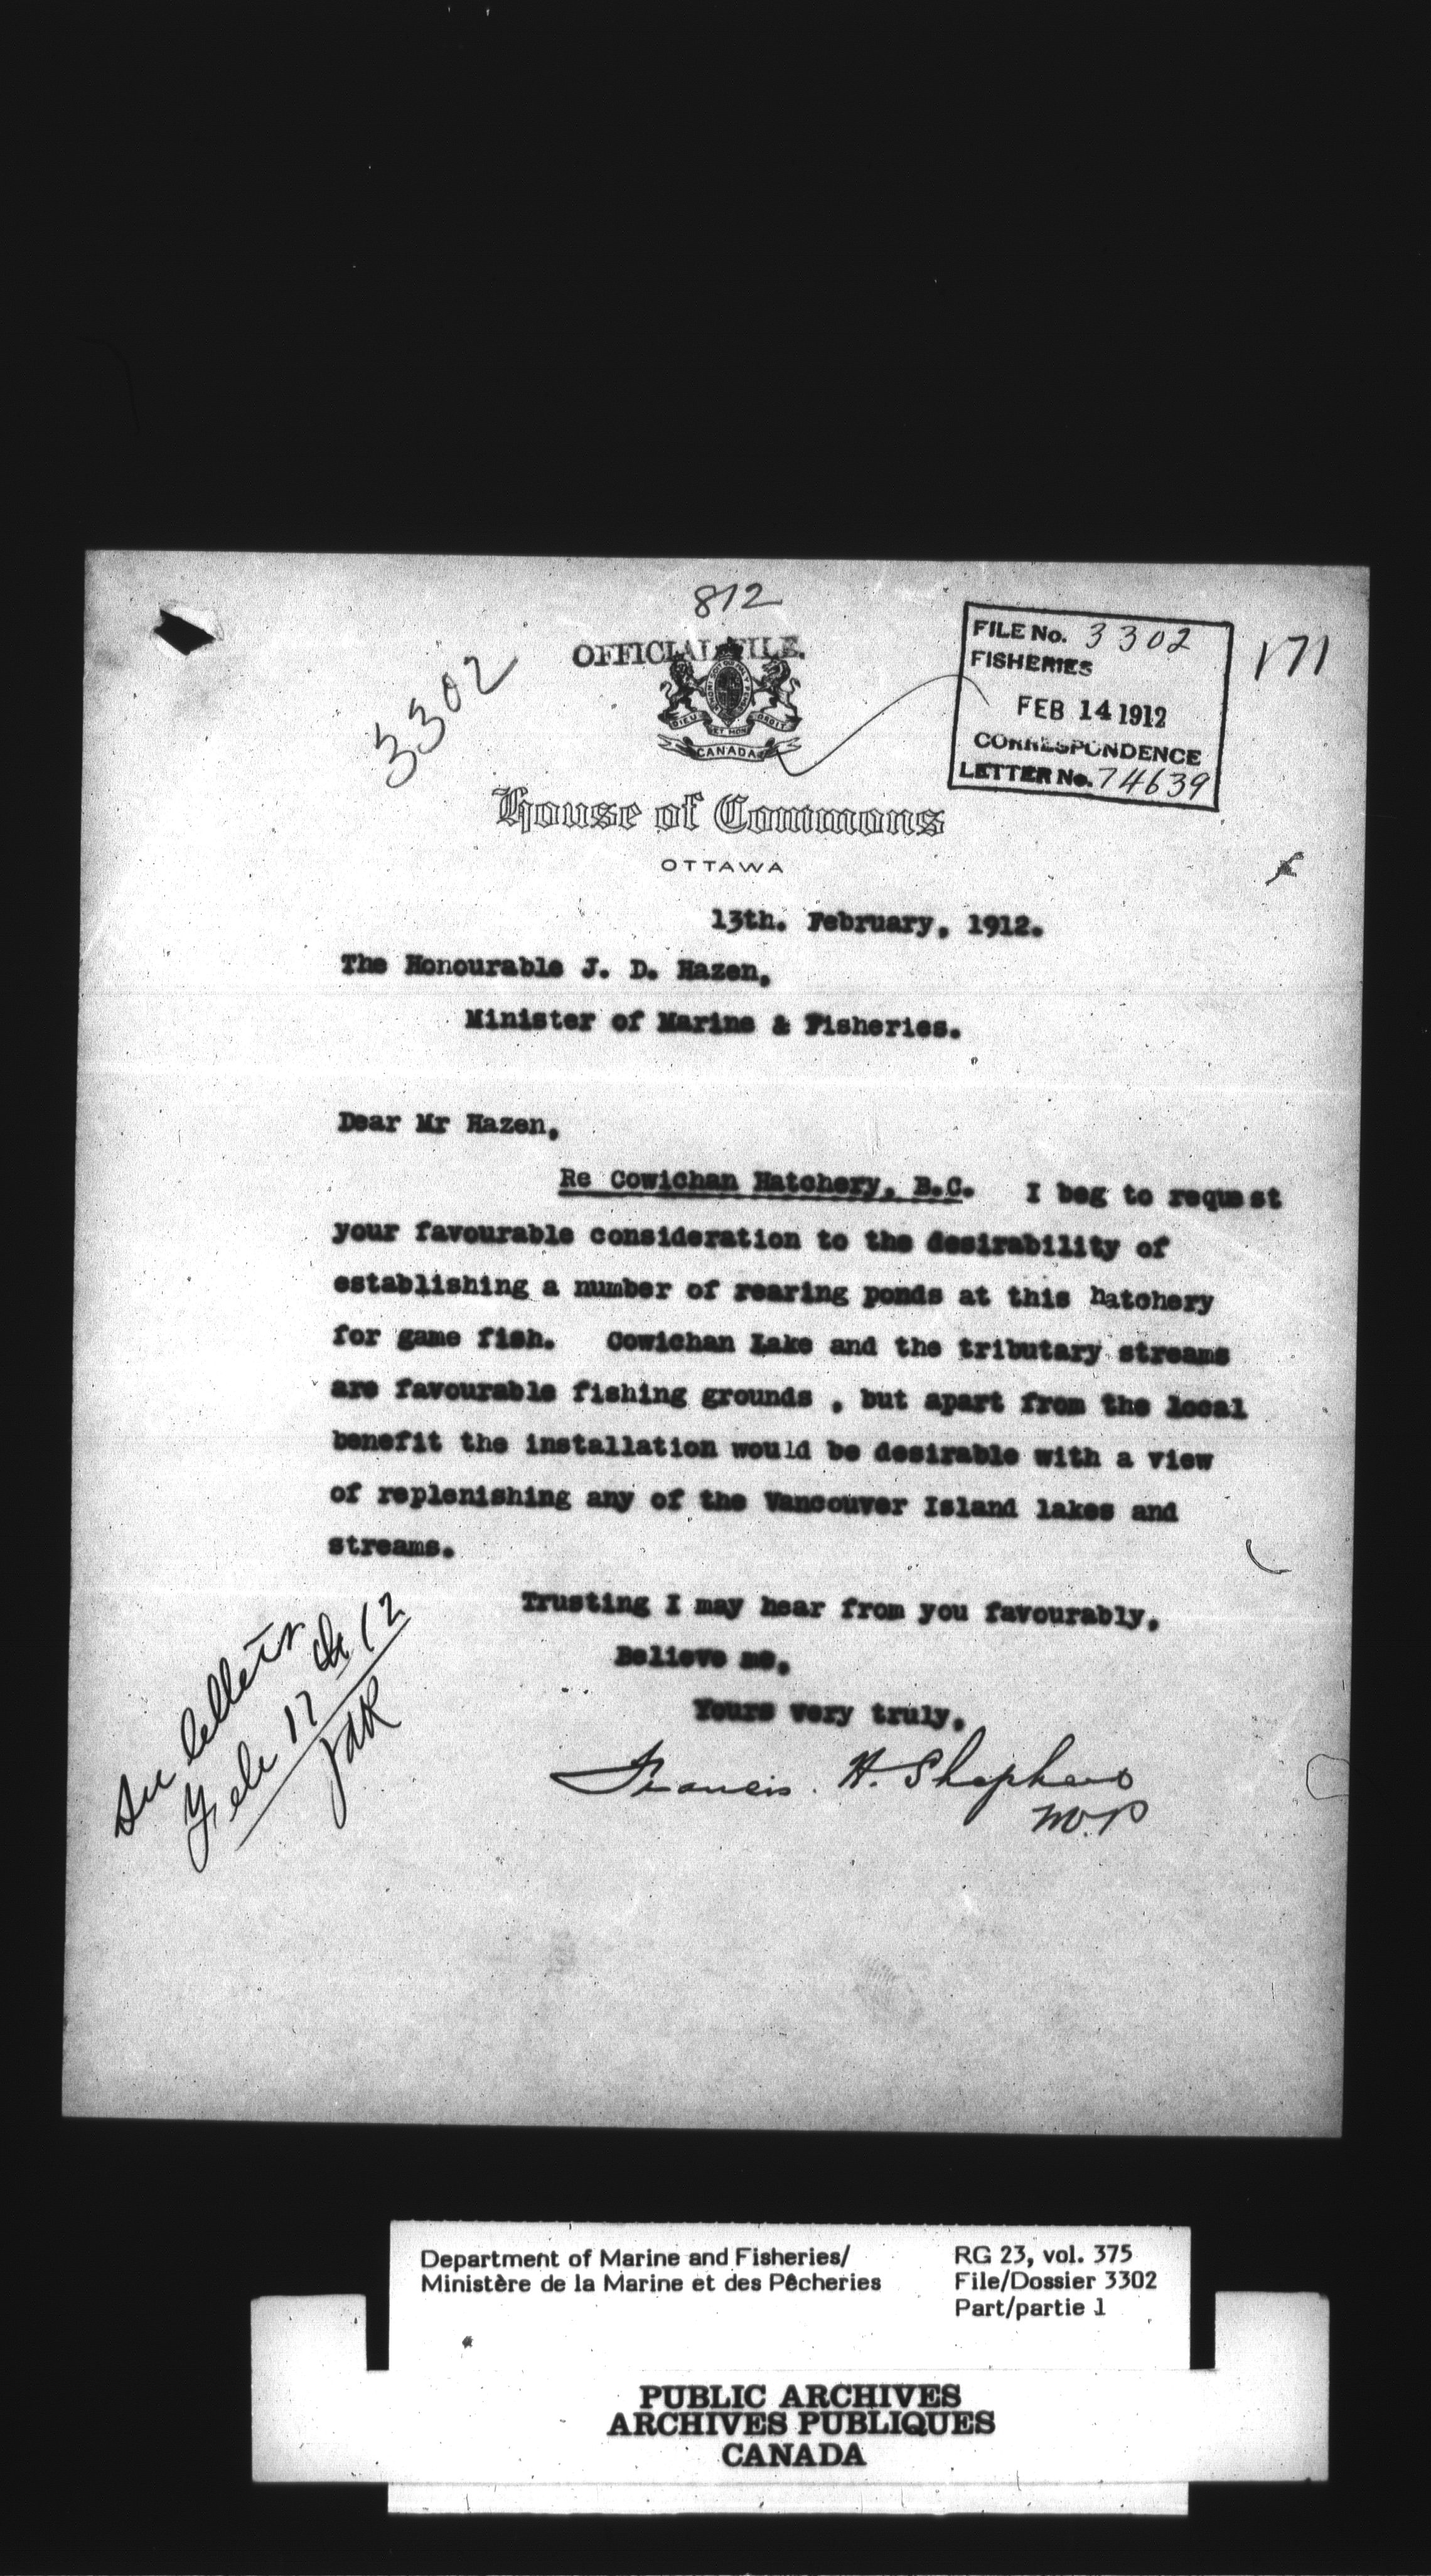 812
OFFICIAL FILE.
3302
FILE No. 3302
FISHERIES
FEB 14 1912
CORRESPONDENCE
LETTER No. 74639
171
DIEU ET MON DROIT
CANADA
House of Commons
OTTAWA
13th. February, 1912.
The Honourable J. D. Hazen,
Minister of Marine & Fisheries.
Dear Mr Hazen,
Re Cowichan Hatchery, B.C. I beg to request
your favourable consideration to the desirability of
establishing a number of rearing ponds at this hatchery
for game fish. Cowichan Lake and the tributary streams
are favourable fishing grounds , but apart from the local
benefit the installation would be desirable with a view
of replenishing any of the Vancouver Island lakes and
streams.
Trusting I may hear from you favourably,
Believe me,
Yours very truly,
Francis. H. Shepherd
M.P
letter
12
Department of Marine and Fisheries/
Ministère de la Marine et des Pêcheries
RG 23, vol. 375
File/Dossier 3302
Part/partie 1
PUBLIC ARCHIVES
ARCHIVES PUBLIQUES
CANADA